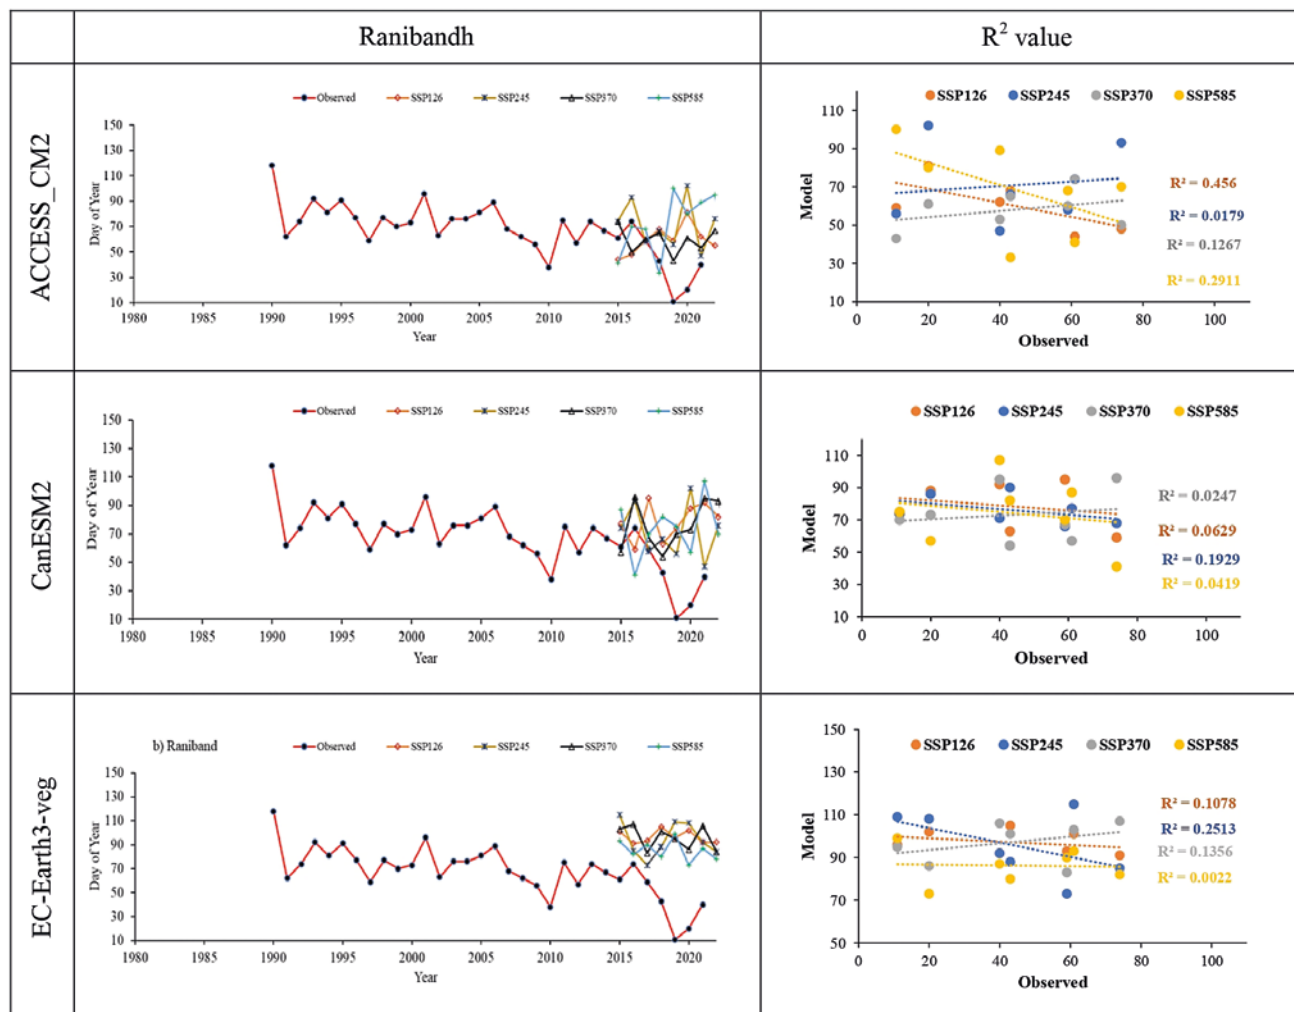 Ranibandh
R² value
ACCESS_CM2
Observed SSP126 SSP245 SSP370 SSP585
150
130
110
90
70
50
30
10
Day of Year
1980 1985 1990 1995 2000 2005 2010 2015 2020
Year
SSP126 SSP245 SSP370 SSP585
110
90
70
50
30
10
Model
R² = 0.456
R² = 0.0179
R² = 0.1267
R² = 0.2911
0 20 40 60 80 100
Observed
CanESM2
Observed SSP126 SSP245 SSP370 SSP585
150
130
110
90
70
50
30
10
Day of Year
1980 1985 1990 1995 2000 2005 2010 2015 2020
Year
SSP126 SSP245 SSP370 SSP585
110
90
70
50
30
10
Model
R² = 0.0247
R² = 0.0629
R² = 0.1929
R² = 0.0419
0 20 40 60 80 100
Observed
EC-Earth3-veg
b) Raniband
Observed SSP126 SSP245 SSP370 SSP585
150
130
110
90
70
50
30
10
Day of Year
1980 1985 1990 1995 2000 2005 2010 2015 2020
Year
SSP126 SSP245 SSP370 SSP585
150
130
110
90
70
50
Model
R² = 0.1078
R² = 0.2513
R² = 0.1356
R² = 0.0022
0 20 40 60 80 100
Observed